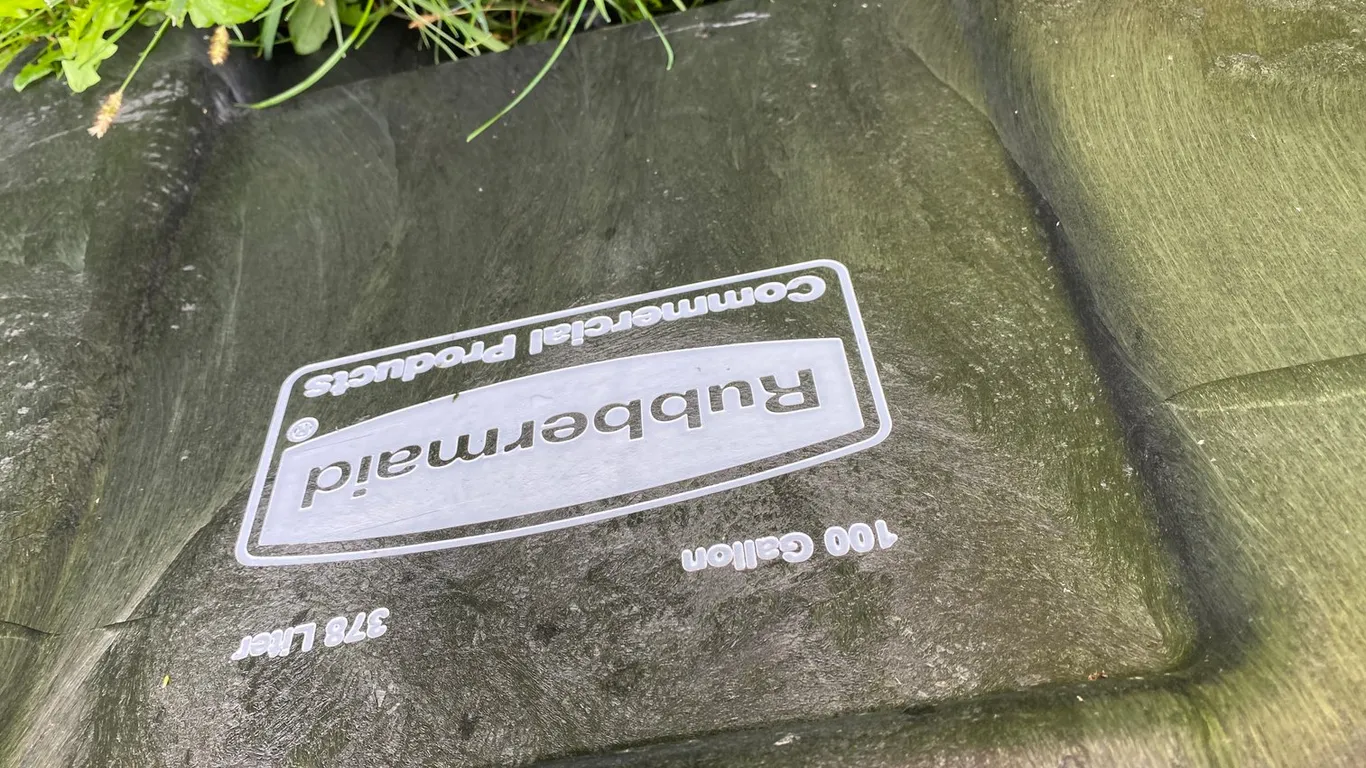 Rubbermaid
Commercial Products
100 Gallon
378 Liter